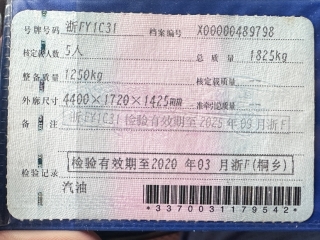 号牌号码 浙FY1C31 档案编号 X00000489798
核定载人数 5人 总质量 1825kg
整备质量 1250kg 核定载质量 --
外廓尺寸 4400×1720×1425mm 准牵引总质量 --
备注 浙FY1C31 检验有效期至2026年09月浙F
检验有效期至2020年03月浙F(桐乡)
检验记录
汽油
*3370031179542*